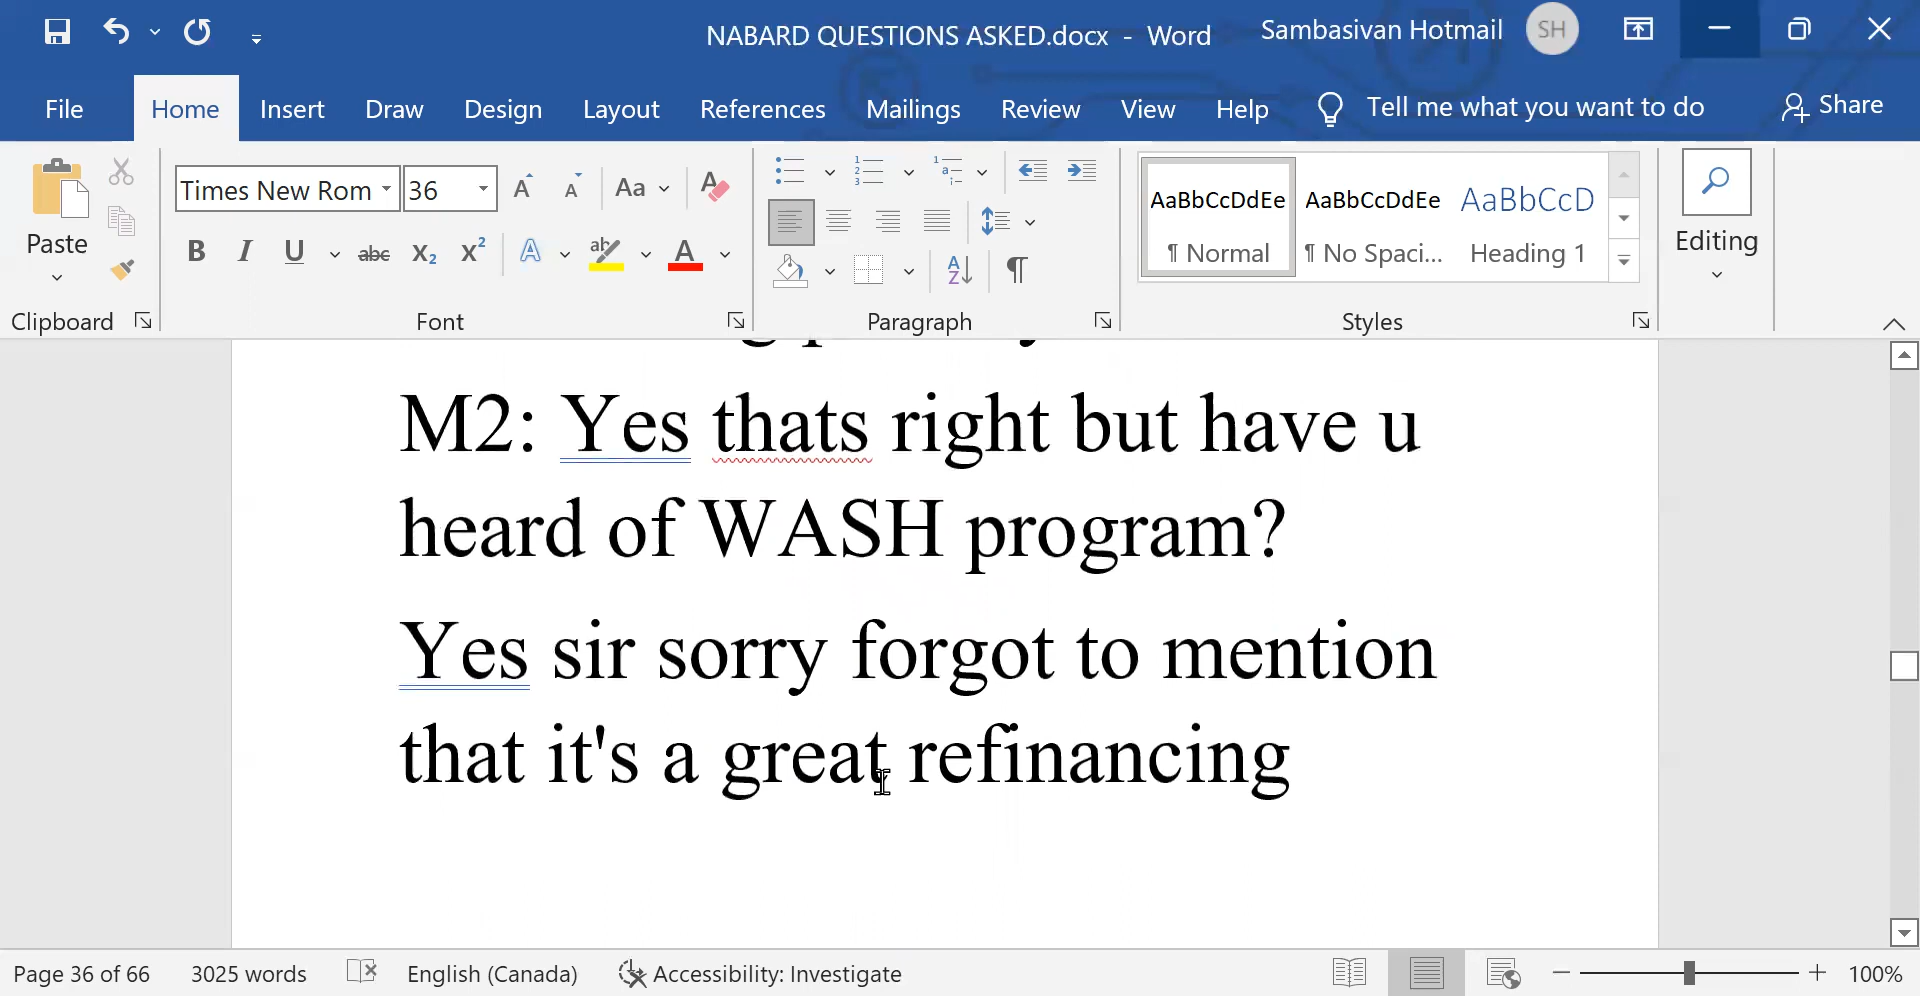 NABARD QUESTIONS ASKED.docx - Word
Sambasivan Hotmail SH
File Home Insert Draw Design Layout References Mailings Review View Help Tell me what you want to do Share
Paste
Clipboard
Times New Rom 36
Font
Paragraph
AaBbCcDdEe AaBbCcDdEe AaBbCcD
¶ Normal ¶ No Spaci... Heading 1
Styles
Editing
M2: Yes thats right but have u
heard of WASH program?
Yes sir sorry forgot to mention
that it's a great refinancing
Page 36 of 66 3025 words English (Canada) Accessibility: Investigate 100%